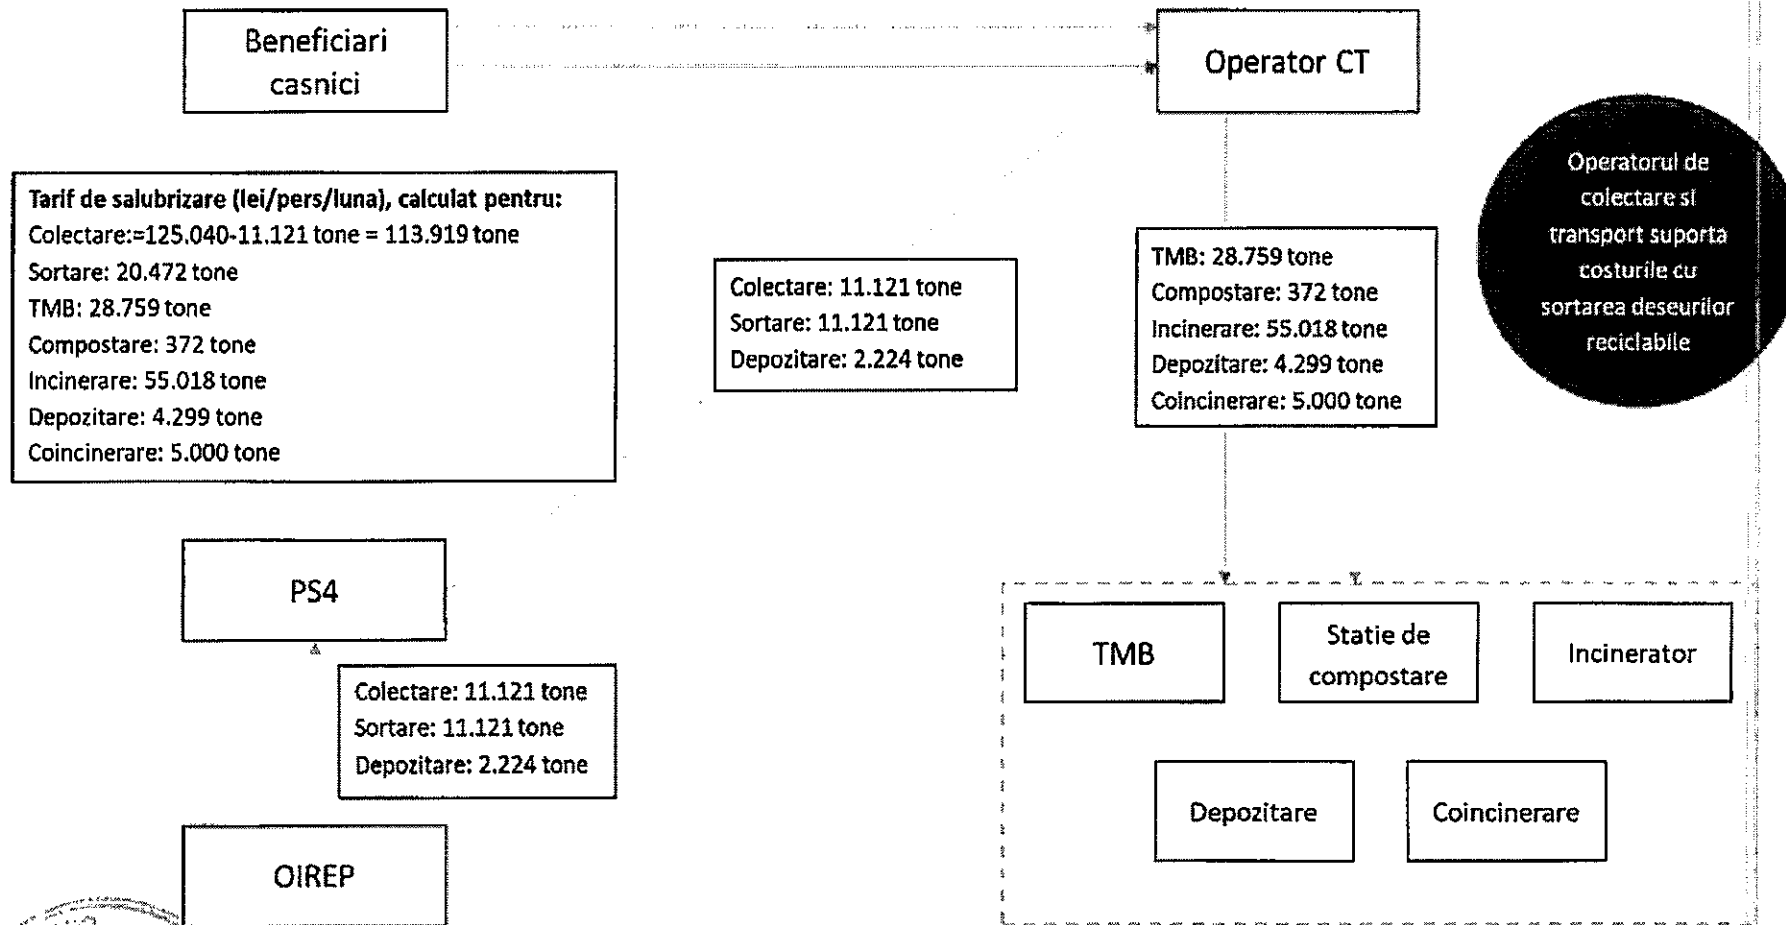 Beneficiari
casnici
Operator CT
Operatorul de
colectare si
transport suporta
costurile cu
sortarea deseurilor
reciclabile
Tarif de salubrizare (lei/pers/luna), calculat pentru:
Colectare:=125.040-11.121 tone = 113.919 tone
Sortare: 20.472 tone
TMB: 28.759 tone
Compostare: 372 tone
Incinerare: 55.018 tone
Depozitare: 4.299 tone
Coincinerare: 5.000 tone
Colectare: 11.121 tone
Sortare: 11.121 tone
Depozitare: 2.224 tone
TMB: 28.759 tone
Compostare: 372 tone
Incinerare: 55.018 tone
Depozitare: 4.299 tone
Coincinerare: 5.000 tone
PS4
Colectare: 11.121 tone
Sortare: 11.121 tone
Depozitare: 2.224 tone
OIREP
TMB
Statie de
compostare
Incinerator
Depozitare
Coincinerare